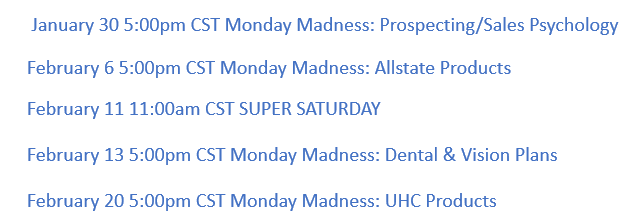 January 30 5:00pm CST Monday Madness: Prospecting/Sales Psychology
February 6 5:00pm CST Monday Madness: Allstate Products
February 11 11:00am CST SUPER SATURDAY
February 13 5:00pm CST Monday Madness: Dental & Vision Plans
February 20 5:00pm CST Monday Madness: UHC Products